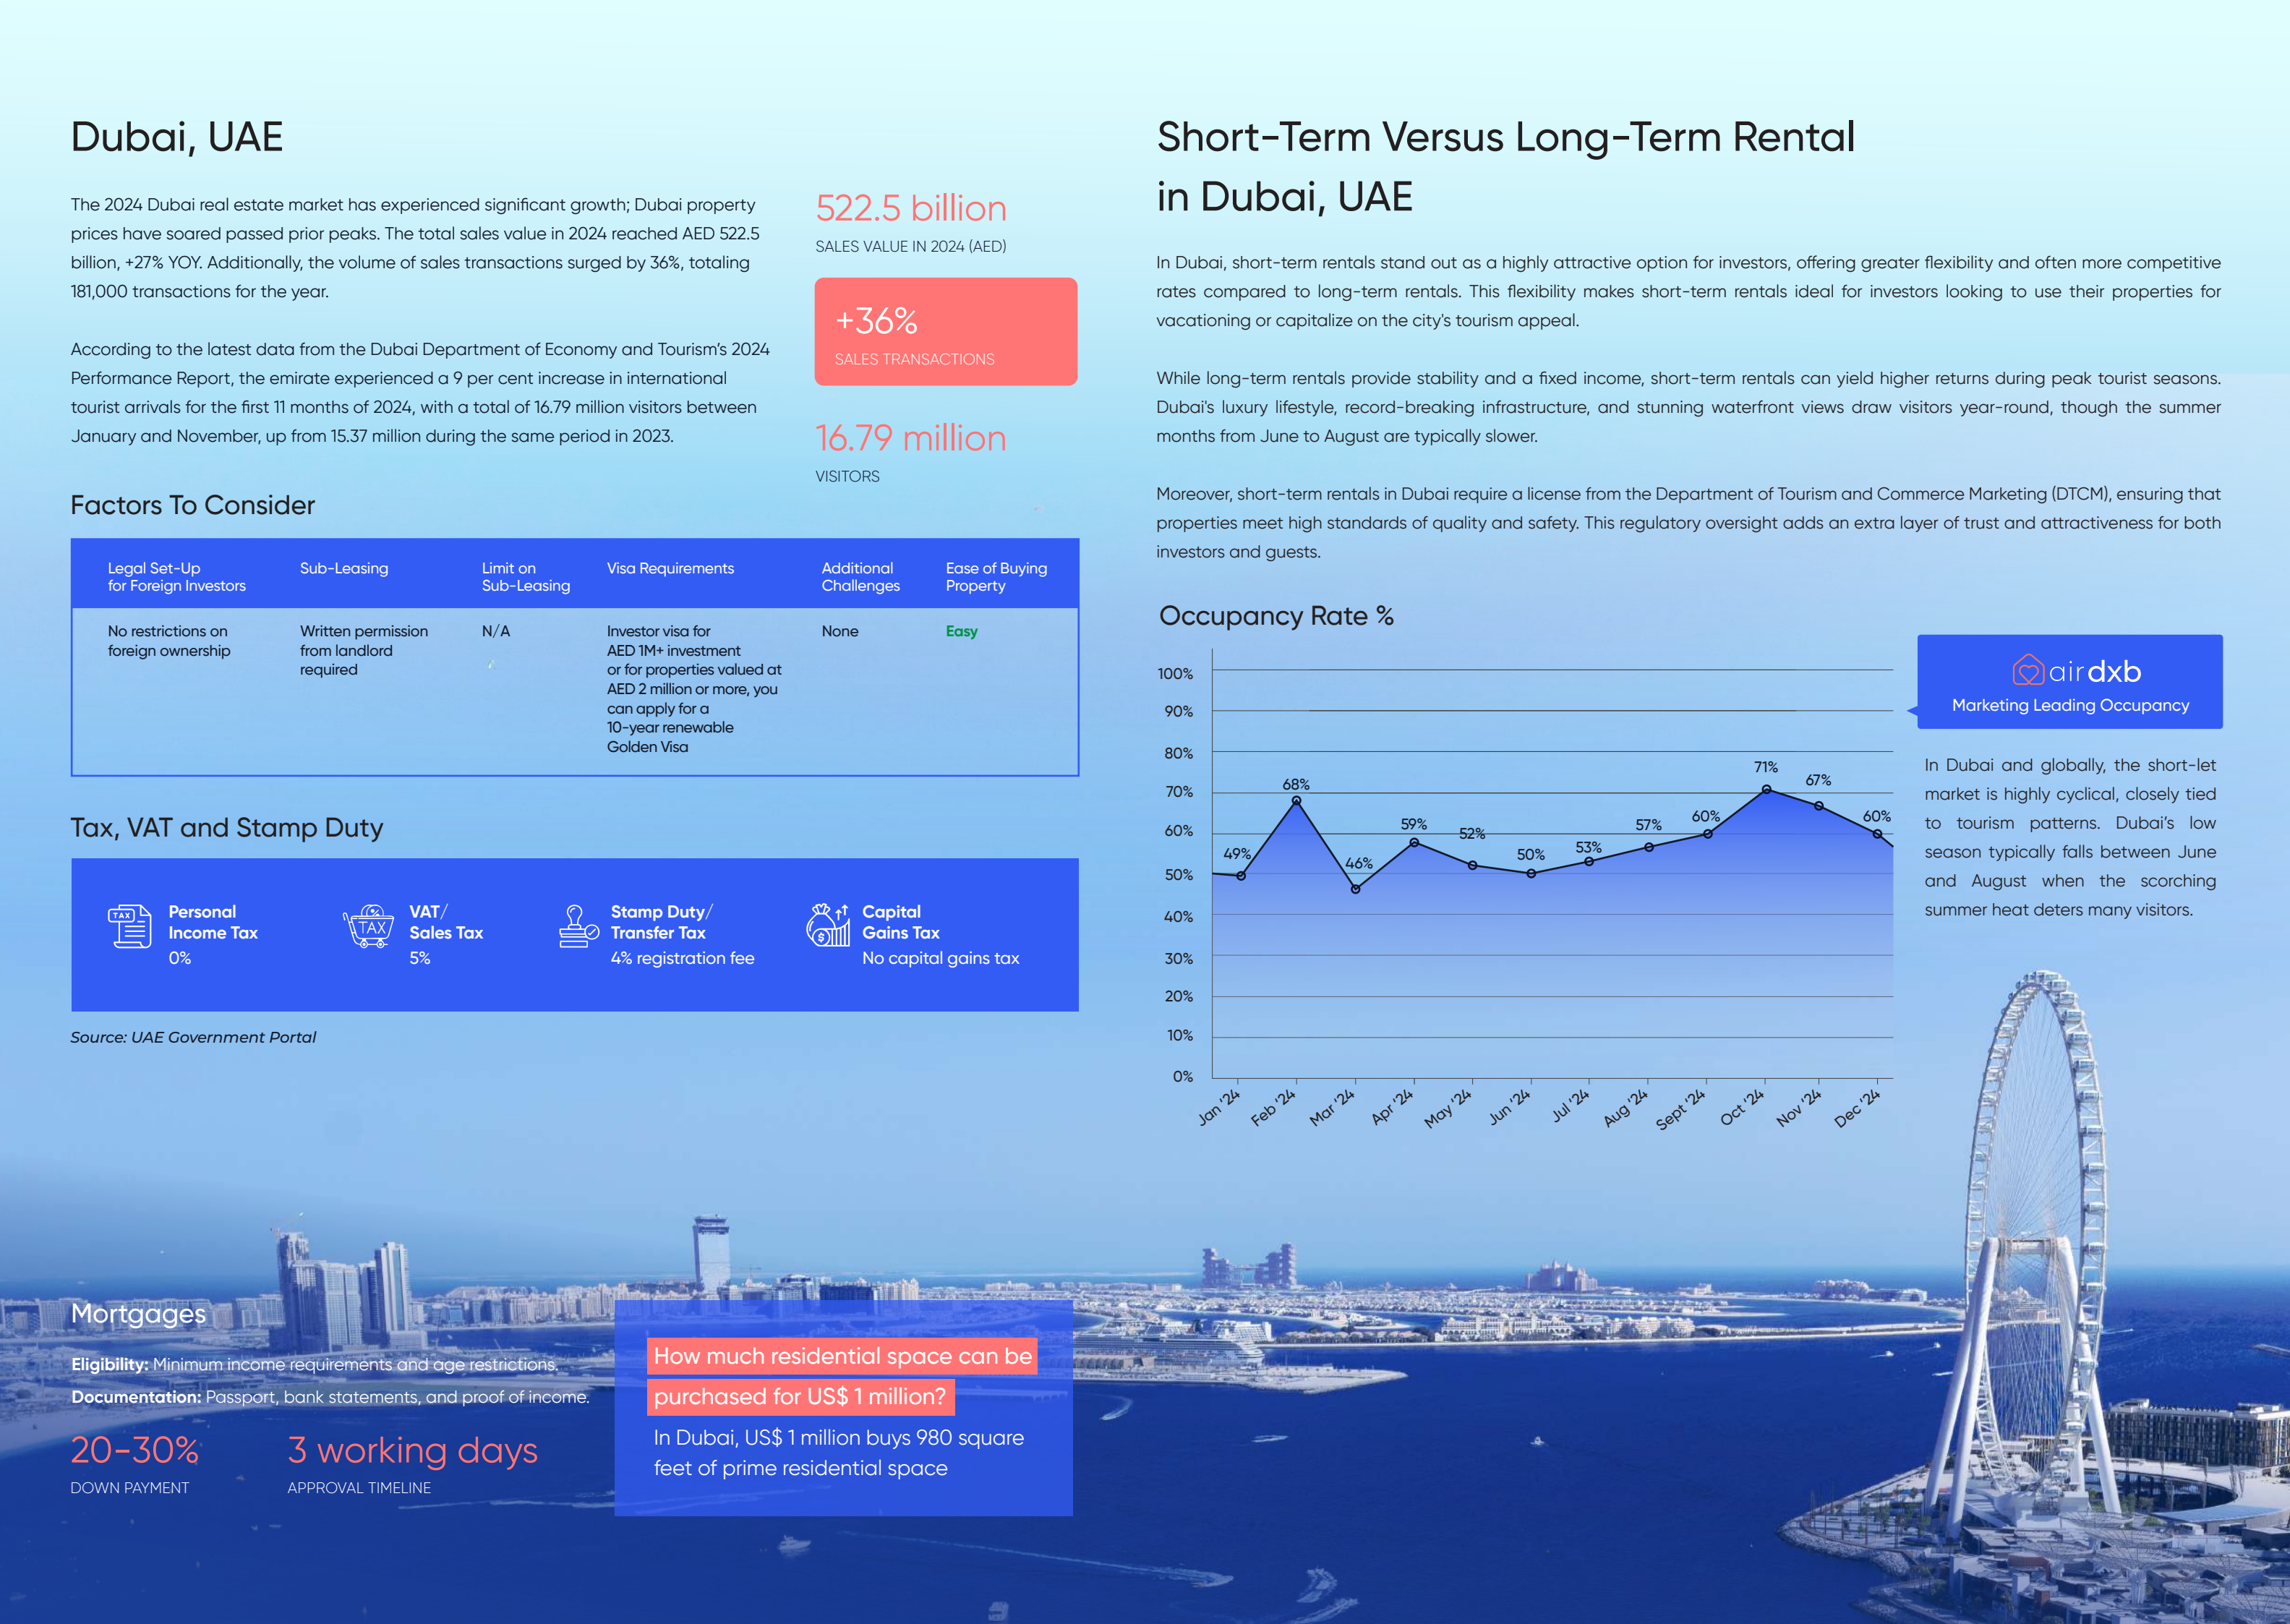 Dubai, UAE
The 2024 Dubai real estate market has experienced significant growth; Dubai property
prices have soared passed prior peaks. The total sales value in 2024 reached AED 522.5
billion, +27% YOY. Additionally, the volume of sales transactions surged by 36%, totaling
181,000 transactions for the year.
According to the latest data from the Dubai Department of Economy and Tourism's 2024
Performance Report, the emirate experienced a 9 per cent increase in international
tourist arrivals for the first 11 months of 2024, with a total of 16.79 million visitors between
January and November, up from 15.37 million during the same period in 2023.
522.5 billion
SALES VALUE IN 2024 (AED)
+36%
SALES TRANSACTIONS
16.79 million
VISITORS
Factors To Consider
Legal Set-Up
for Foreign Investors
Sub-Leasing
Limit on
Sub-Leasing
Visa Requirements
Additional
Challenges
Ease of Buying
Property
No restrictions on
foreign ownership
Written permission
from landlord
required
N/A
Investor visa for
AED 1M+ investment
or for properties valued at
AED 2 million or more, you
can apply for a
10-year renewable
Golden Visa
None
Easy
Tax, VAT and Stamp Duty
TAX
Personal
Income Tax
0%
TAX
VAT/
Sales Tax
5%
Stamp Duty/
Transfer Tax
4% registration fee
Capital
Gains Tax
No capital gains tax
Source: UAE Government Portal
Mortgages
Eligibility: Minimum income requirements and age restrictions.
Documentation: Passport, bank statements, and proof of income.
20-30%
DOWN PAYMENT
3 working days
APPROVAL TIMELINE
How much residential space can be
purchased for US$ 1 million?
In Dubai, US$ 1 million buys 980 square
feet of prime residential space
Short-Term Versus Long-Term Rental
in Dubai, UAE
In Dubai, short-term rentals stand out as a highly attractive option for investors, offering greater flexibility and often more competitive
rates compared to long-term rentals. This flexibility makes short-term rentals ideal for investors looking to use their properties for
vacationing or capitalize on the city's tourism appeal.
While long-term rentals provide stability and a fixed income, short-term rentals can yield higher returns during peak tourist seasons.
Dubai's luxury lifestyle, record-breaking infrastructure, and stunning waterfront views draw visitors year-round, though the summer
months from June to August are typically slower.
Moreover, short-term rentals in Dubai require a license from the Department of Tourism and Commerce Marketing (DTCM), ensuring that
properties meet high standards of quality and safety. This regulatory oversight adds an extra layer of trust and attractiveness for both
investors and guests.
Occupancy Rate %
100%
90%
80%
70%
60%
50%
40%
30%
20%
10%
0%
49%
68%
46%
59%
52%
50%
53%
57%
60%
71%
67%
60%
Jan '24
Feb '24
Mar '24
Apr '24
May '24
Jun '24
Jul '24
Aug '24
Sept '24
Oct '24
Nov '24
Dec '24
airdxb
Marketing Leading Occupancy
In Dubai and globally, the short-let
market is highly cyclical, closely tied
to tourism patterns. Dubai's low
season typically falls between June
and August when the scorching
summer heat deters many visitors.